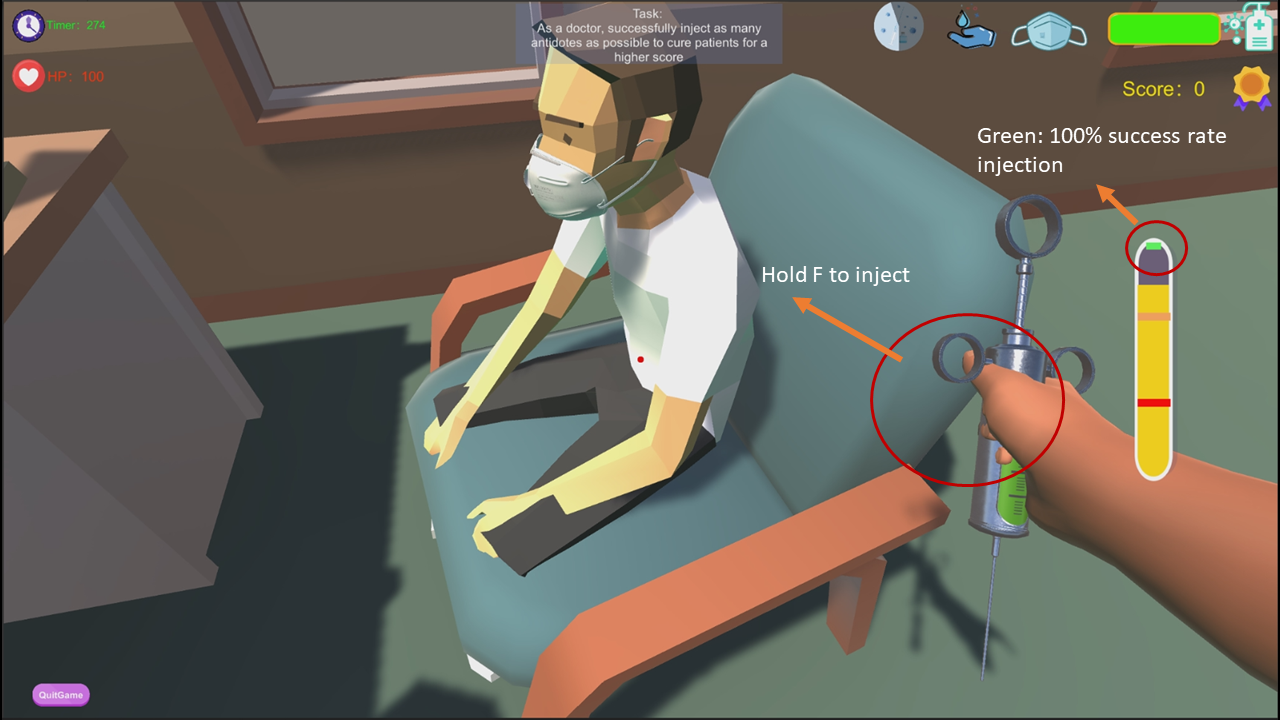 Timer: 274
HP: 100
Task:
As a doctor, successfully inject as many
antidotes as possible to cure patients for a
higher score
Score: 0
Green: 100% success rate
injection
Hold F to inject
QuitGame